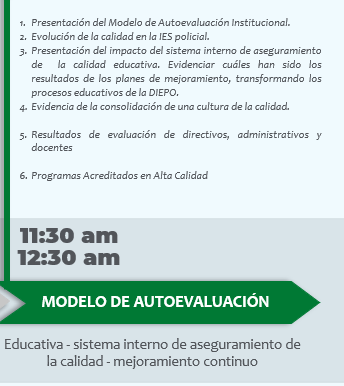 1. Presentación del Modelo de Autoevaluación Institucional.
2. Evolución de la calidad en la IES policial.
3. Presentación del impacto del sistema interno de aseguramiento
de la calidad educativa. Evidenciar cuáles han sido los
resultados de los planes de mejoramiento, transformando los
procesos educativos de la DIEPO.
4. Evidencia de la consolidación de una cultura de la calidad.
5. Resultados de evaluación de directivos, administrativos y
docentes
6. Programas Acreditados en Alta Calidad
11:30 am
12:30 am
MODELO DE AUTOEVALUACIÓN
Educativa - sistema interno de aseguramiento de
la calidad - mejoramiento continuo